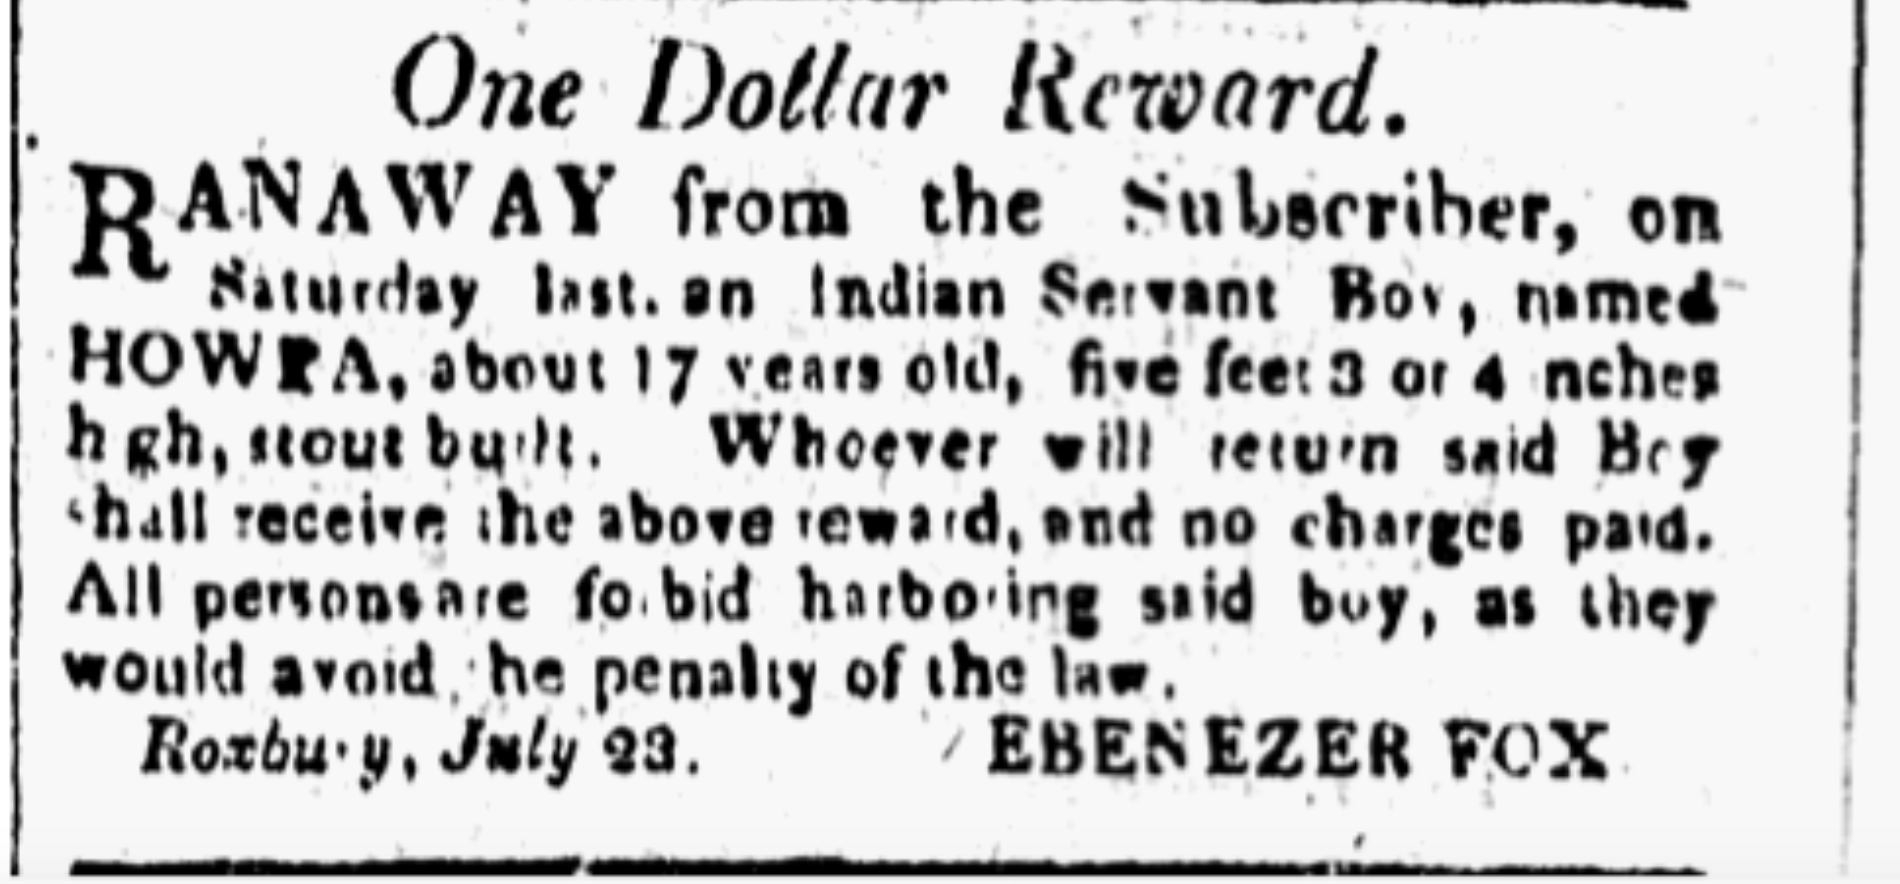 One Dollar Reward.
RANAWAY from the Subscriber, on
Saturday last. an Indian Servant Boy, named
HOWRA, about 17 years old, five feet 3 or 4 inches
high, stout built. Whoever will return said Boy
shall receive the above reward, and no charges paid.
All persons are forbid harboring said boy, as they
would avoid the penalty of the law.
Roxbury, July 23. EBENEZER FOX